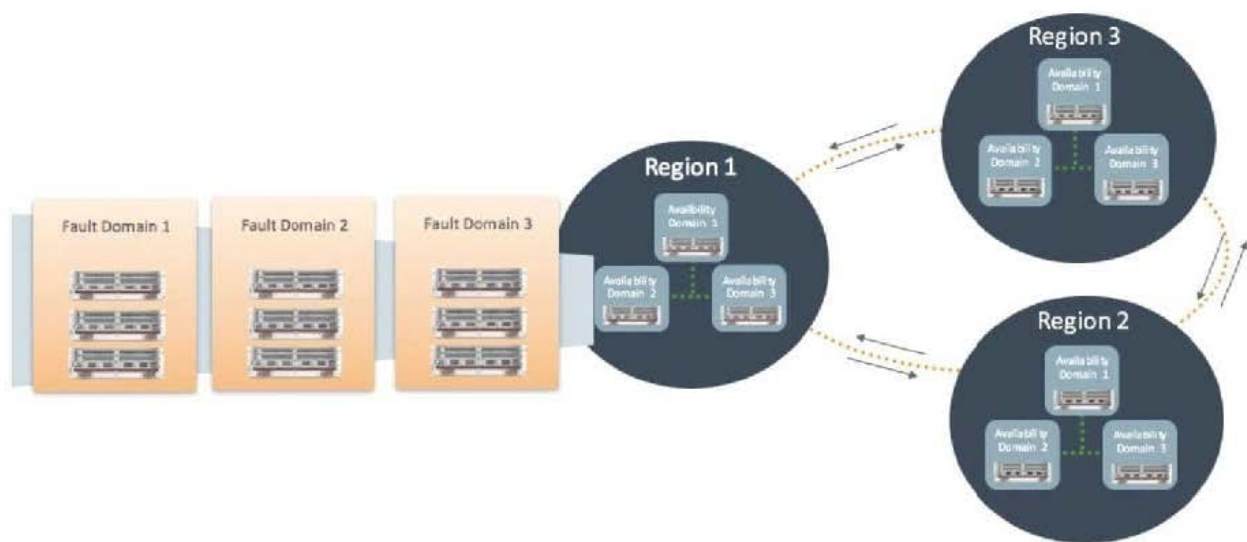 Fault Domain 1
Fault Domain 2
Fault Domain 3
Region 1
Availbility
Domain 1
Availability
Domain 2
Availability
Domain 3
Region 3
Availability
Domain 1
Availability
Domain 2
Availability
Domain 3
Region 2
Availability
Domain 1
Availability
Domain 2
Availability
Domain 3